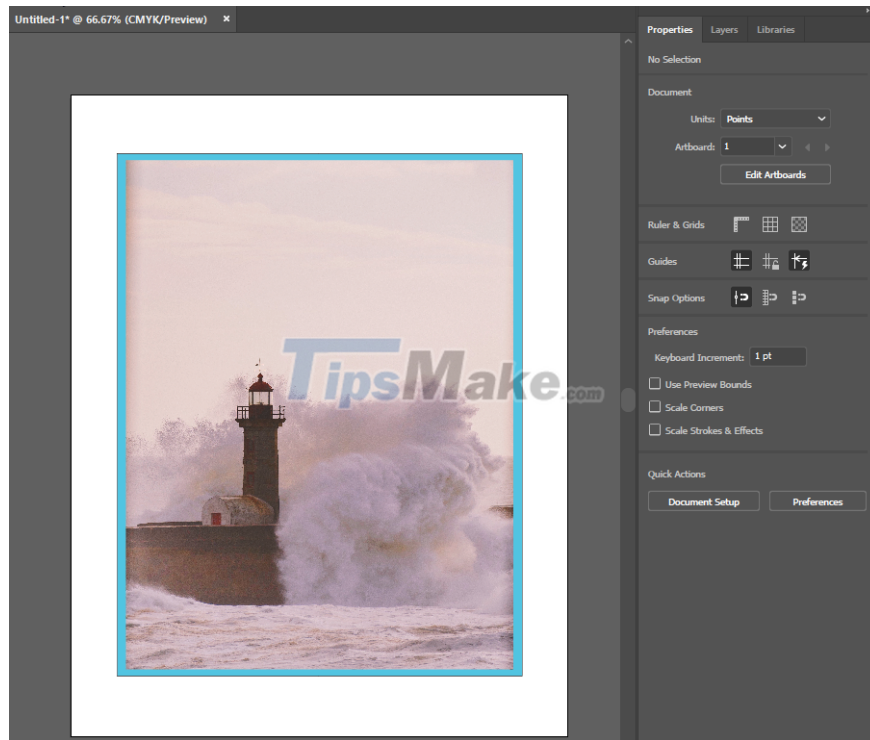 Untitled-1* @ 66.67% (CMYK/Preview) ×
Properties Layers Libraries
No Selection
Document
Units: Points
Artboard: 1
Edit Artboards
Ruler & Grids
Guides
Snap Options
Preferences
Keyboard Increment: 1 pt
Use Preview Bounds
Scale Corners
Scale Strokes & Effects
Quick Actions
Document Setup Preferences
TipsMake.com